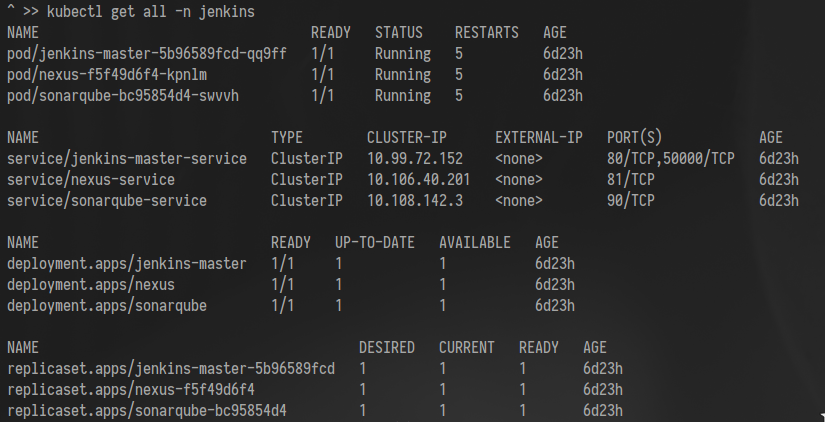 ^ >> kubectl get all -n jenkins
NAME READY STATUS RESTARTS AGE
pod/jenkins-master-5b96589fcd-qq9ff 1/1 Running 5 6d23h
pod/nexus-f5f49d6f4-kpnlm 1/1 Running 5 6d23h
pod/sonarqube-bc95854d4-swvvh 1/1 Running 5 6d23h
NAME TYPE CLUSTER-IP EXTERNAL-IP PORT(S) AGE
service/jenkins-master-service ClusterIP 10.99.72.152 <none> 80/TCP,50000/TCP 6d23h
service/nexus-service ClusterIP 10.106.40.201 <none> 81/TCP 6d23h
service/sonarqube-service ClusterIP 10.108.142.3 <none> 90/TCP 6d23h
NAME READY UP-TO-DATE AVAILABLE AGE
deployment.apps/jenkins-master 1/1 1 1 6d23h
deployment.apps/nexus 1/1 1 1 6d23h
deployment.apps/sonarqube 1/1 1 1 6d23h
NAME DESIRED CURRENT READY AGE
replicaset.apps/jenkins-master-5b96589fcd 1 1 1 6d23h
replicaset.apps/nexus-f5f49d6f4 1 1 1 6d23h
replicaset.apps/sonarqube-bc95854d4 1 1 1 6d23h